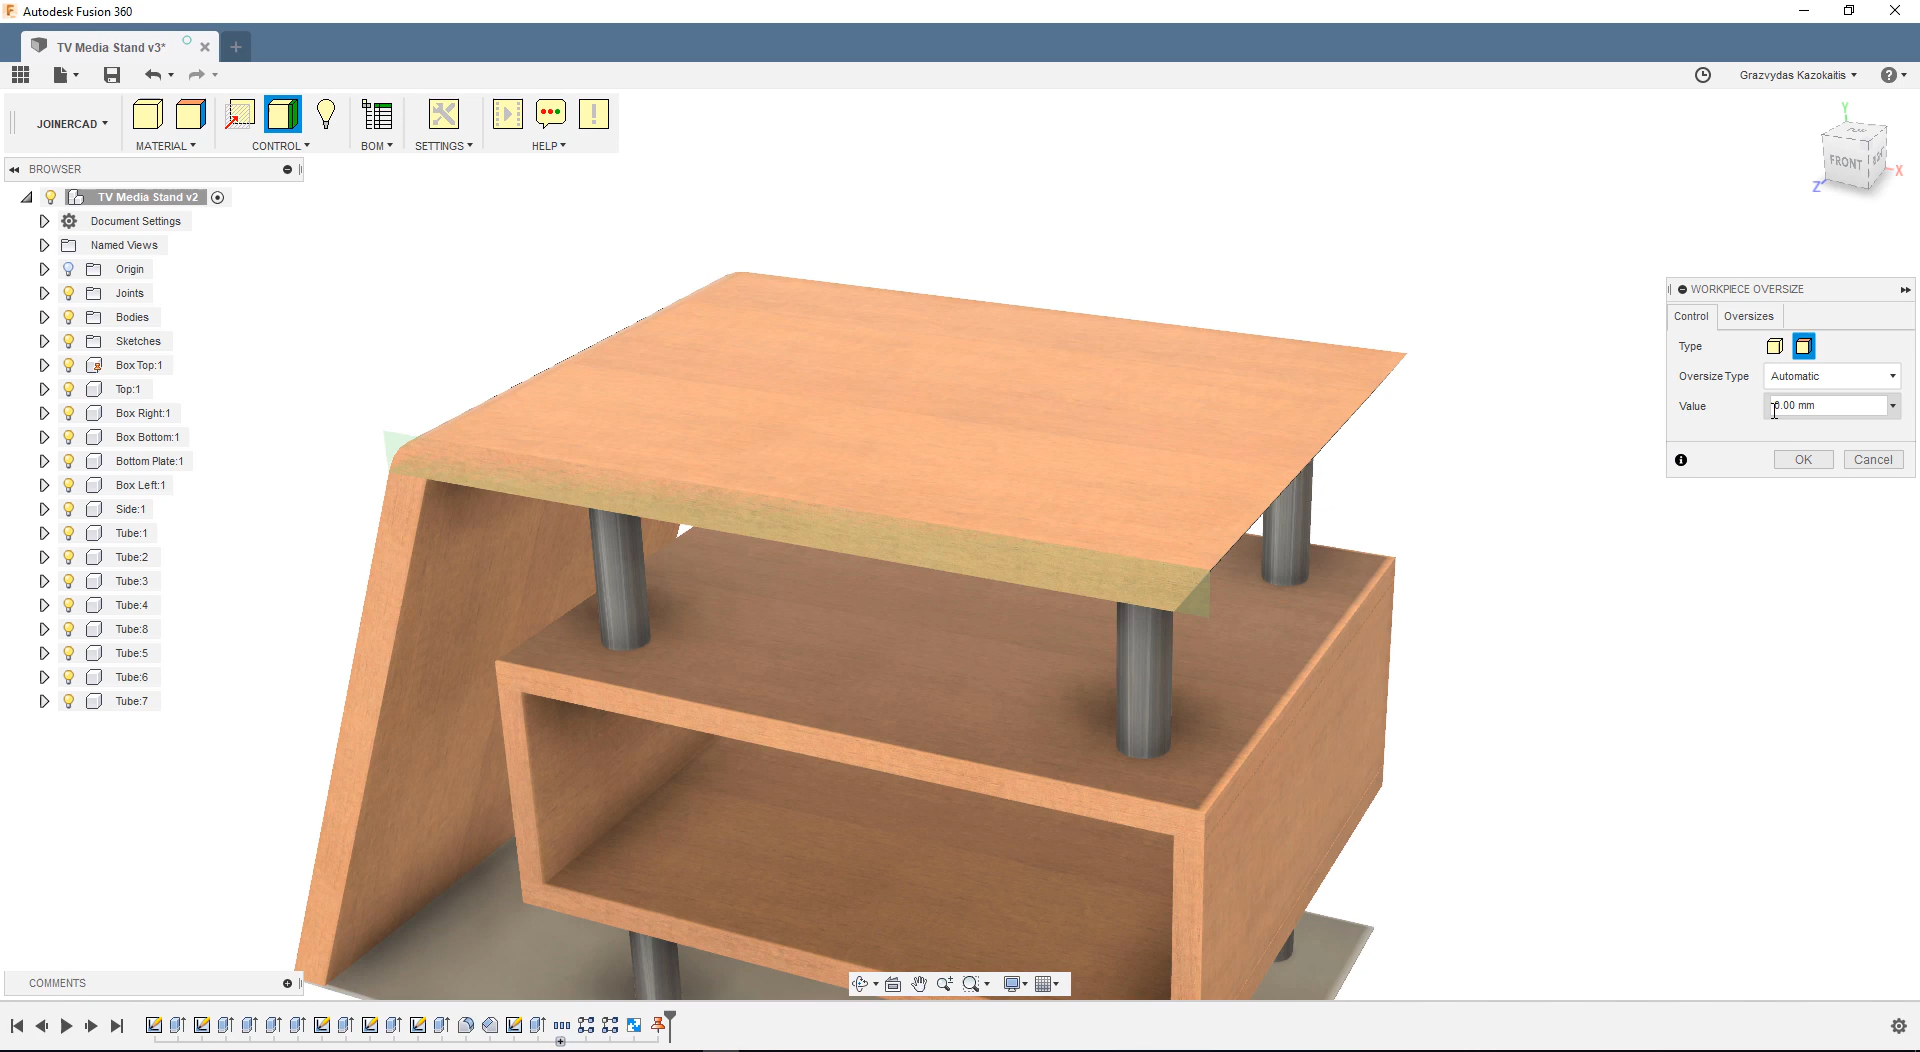 Autodesk Fusion 360
TV Media Stand v3*
Grazvydas Kazokaitis
JOINERCAD
MATERIAL
CONTROL
BOM
SETTINGS
HELP
Y
FRONT
X
Z
BROWSER
TV Media Stand v2
Document Settings
Named Views
Origin
Joints
Bodies
Sketches
Box Top:1
Top:1
Box Right:1
Box Bottom:1
Bottom Plate:1
Box Left:1
Side:1
Tube:1
Tube:2
Tube:3
Tube:4
Tube:8
Tube:5
Tube:6
Tube:7
WORKPIECE OVERSIZE
Control
Oversizes
Type
Oversize Type
Automatic
Value
0.00 mm
OK
Cancel
COMMENTS